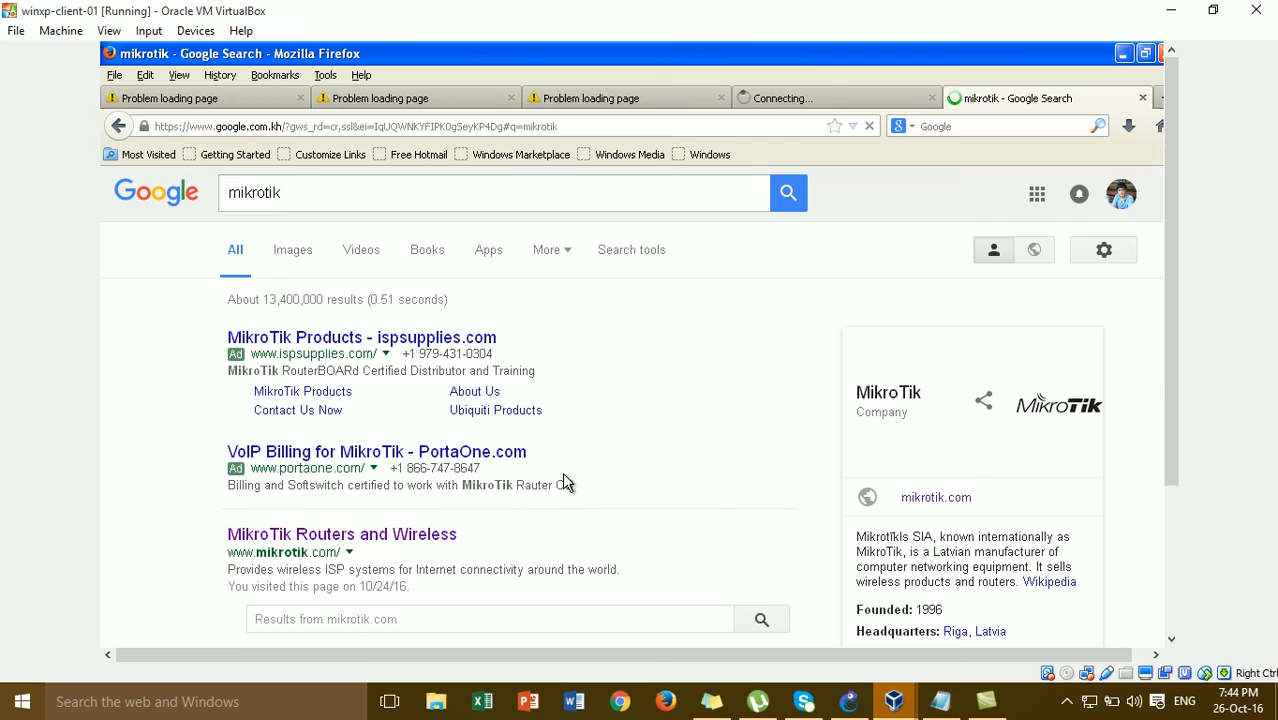 winxp-client-01 [Running] - Oracle VM VirtualBox
File Machine View Input Devices Help
mikrotik - Google Search - Mozilla Firefox
File Edit View History Bookmarks Tools Help
Problem loading page Problem loading page Problem loading page Connecting... mikrotik - Google Search
https://www.google.com.kh/?gws_rd=cr,ssl&ei=IqUQWNKYFIPK0gSeyKP4Dg#q=mikrotik Google
Most Visited Getting Started Customize Links Free Hotmail Windows Marketplace Windows Media Windows
Google mikrotik
All Images Videos Books Apps More Search tools
About 13,400,000 results (0.51 seconds)
MikroTik Products - ispsupplies.com
Ad www.ispsupplies.com/ +1 979-431-0304
MikroTik RouterBOARd Certified Distributor and Training
MikroTik Products About Us
Contact Us Now Ubiquiti Products
VoIP Billing for MikroTik - PortaOne.com
Ad www.portaone.com/ +1 866-747-8647
Billing and Softswitch certified to work with MikroTik Rauter
MikroTik Routers and Wireless
www.mikrotik.com/
Provides wireless ISP systems for Internet connectivity around the world.
You visited this page on 10/24/16.
Results from mikrotik.com
MikroTik
Company
MikroTik
mikrotik.com
Mikrotīkls SIA, known internationally as
MikroTik, is a Latvian manufacturer of
computer networking equipment. It sells
wireless products and routers. Wikipedia
Founded: 1996
Headquarters: Riga, Latvia
Right Ctrl
Search the web and Windows
ENG
7:44 PM
26-Oct-16